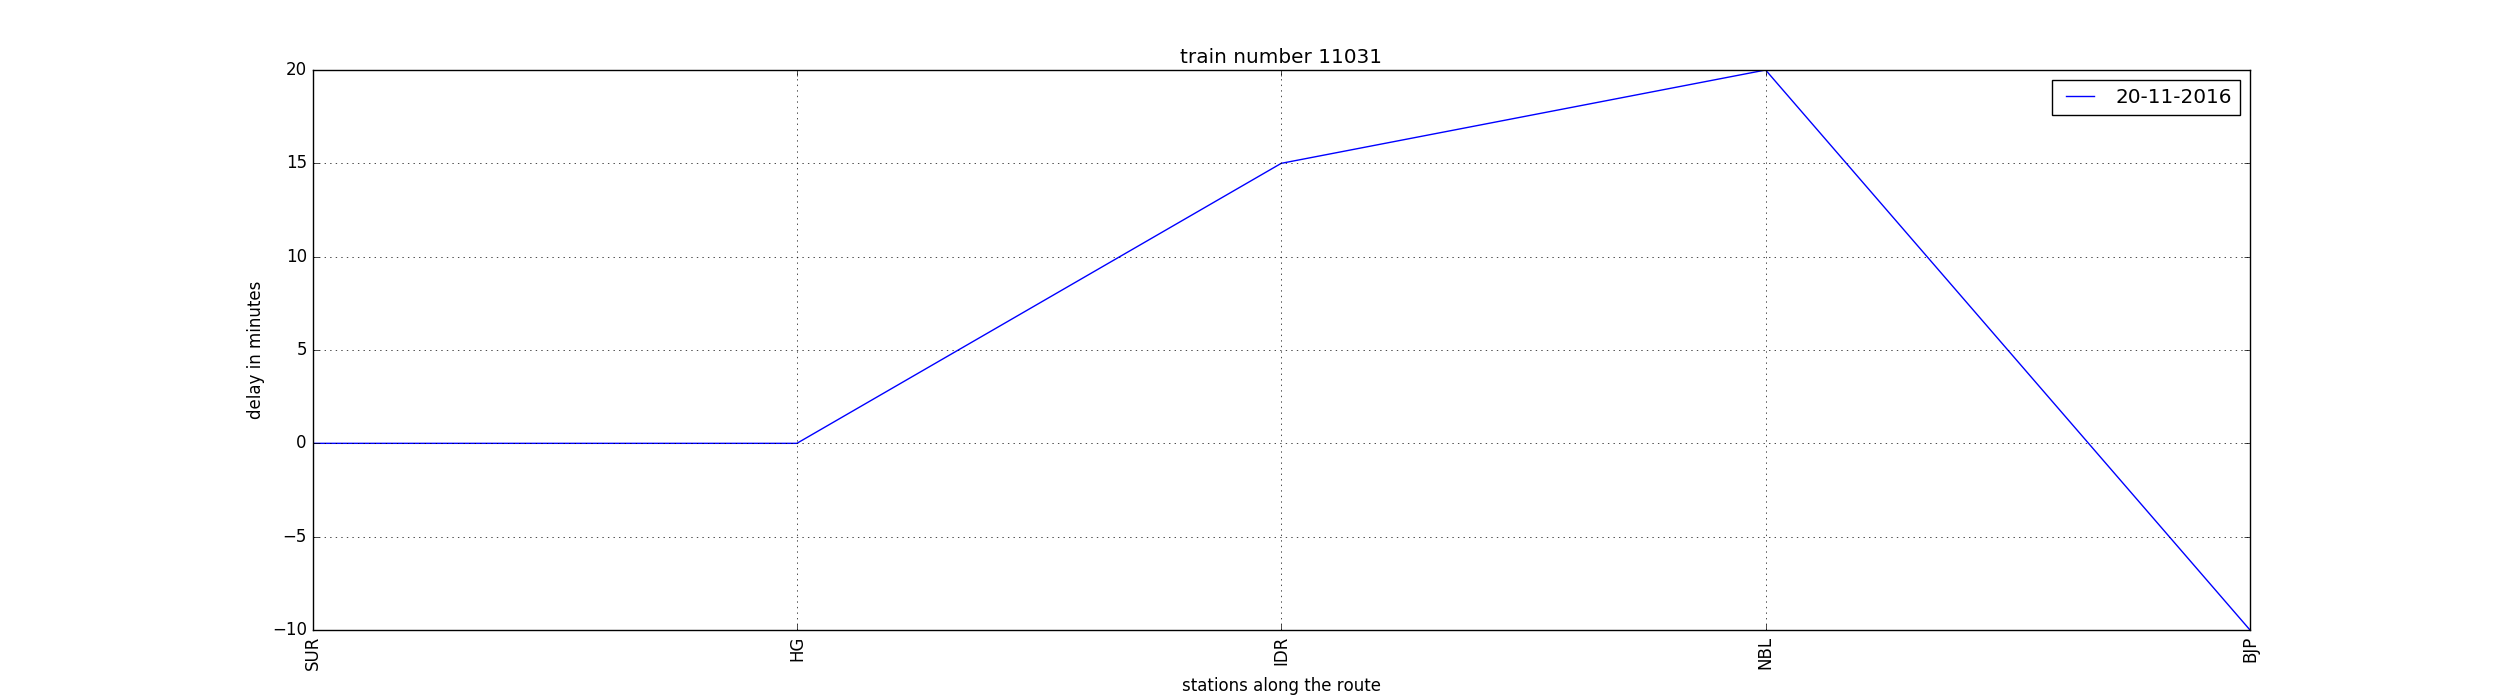 train number 11031
20-11-2016
20
15
10
5
0
−5
−10
delay in minutes
SUR
HG
IDR
NBL
BJP
stations along the route